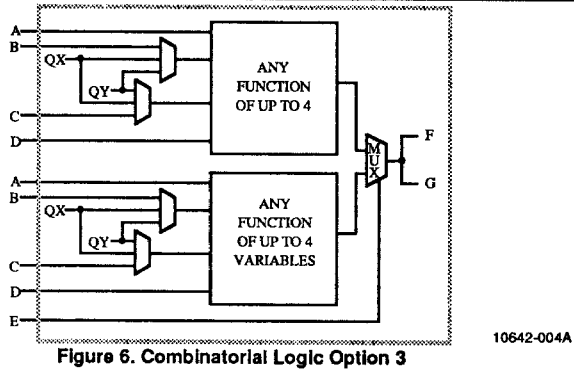 A
B
QX
QY
C
D
ANY
FUNCTION
OF UP TO 4
A
B
QX
QY
C
D
E
ANY
FUNCTION
OF UP TO 4
VARIABLES
MUX
F
G
10642-004A
Figure 6. Combinatorial Logic Option 3